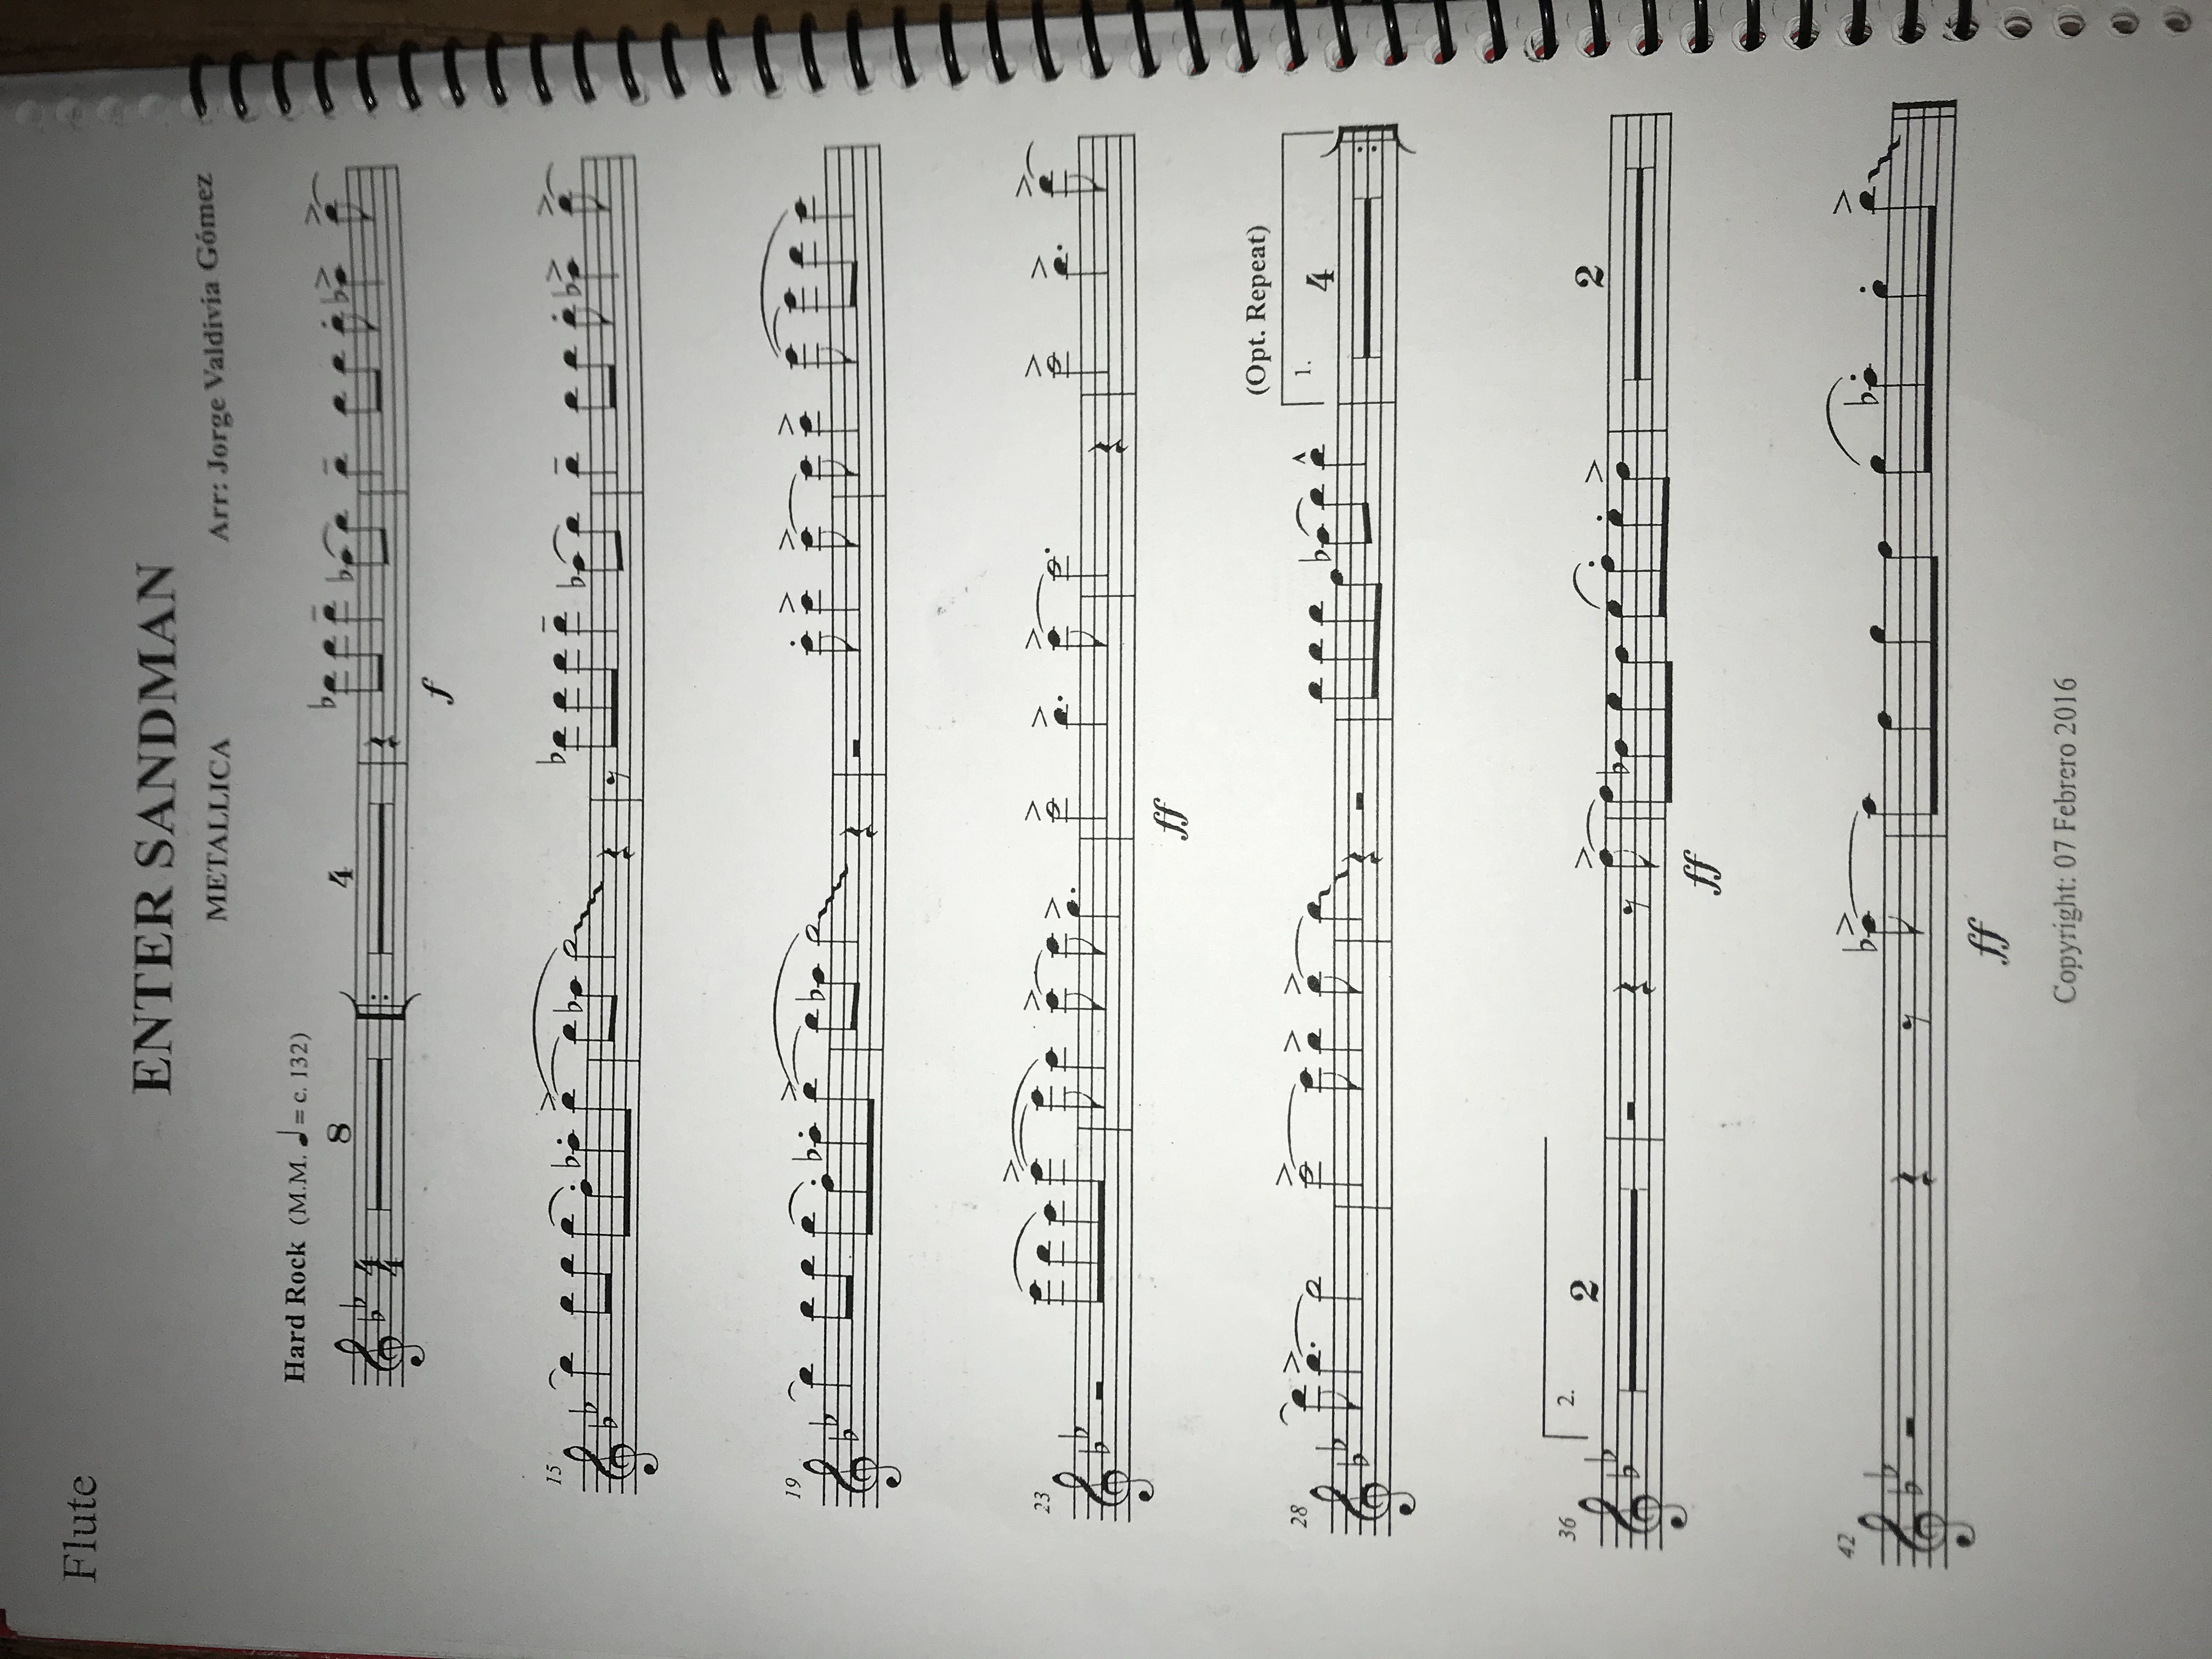 Flute
ENTER SANDMAN
METALLICA
Arr: Jorge Valdivia Gómez
Hard Rock (M.M. ♩ = c. 132)
8 4
f
15
19
23
ff
28
(Opt. Repeat)
1. 4
36
2. 2 2
ff
42
ff
Copyright: 07 Febrero 2016